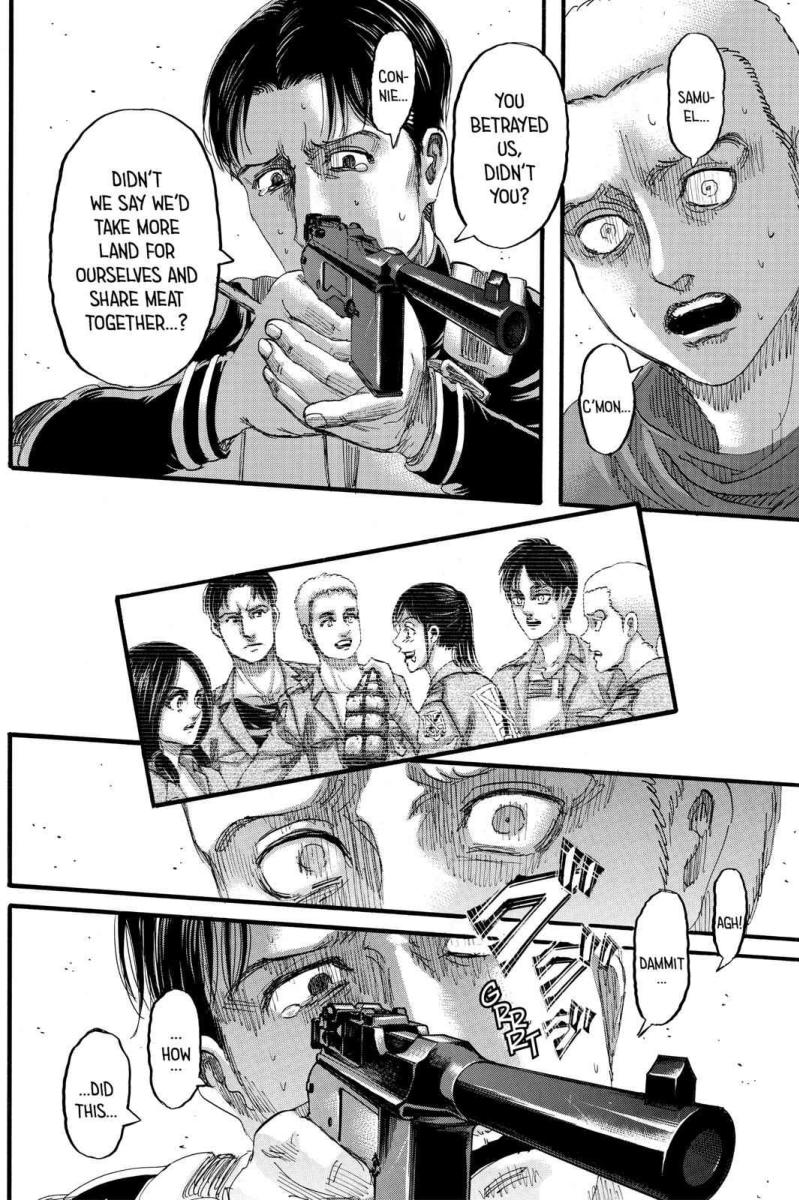 SAMU-
EL...
C'MON...
YOU
BETRAYED
US,
DIDN'T
YOU?
CON-
NIE...
DIDN'T
WE SAY WE'D
TAKE MORE
LAND FOR
OURSELVES AND
SHARE MEAT
TOGETHER...?
AGH!
DAMMIT
...
GRRRT
...
HOW
...
...DID
THIS...